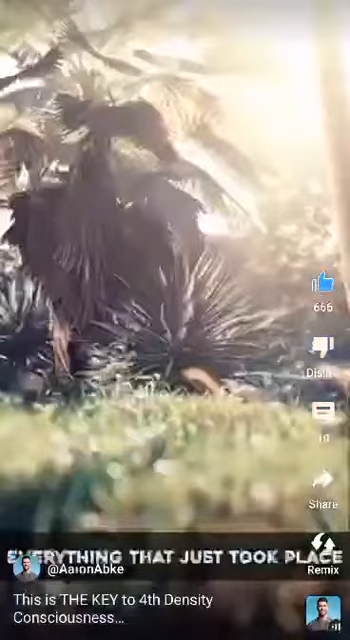 666
Share
EVERYTHING THAT JUST TOOK PLACE
@AaronAbke
Remix
This is THE KEY to 4th Density
Consciousness...